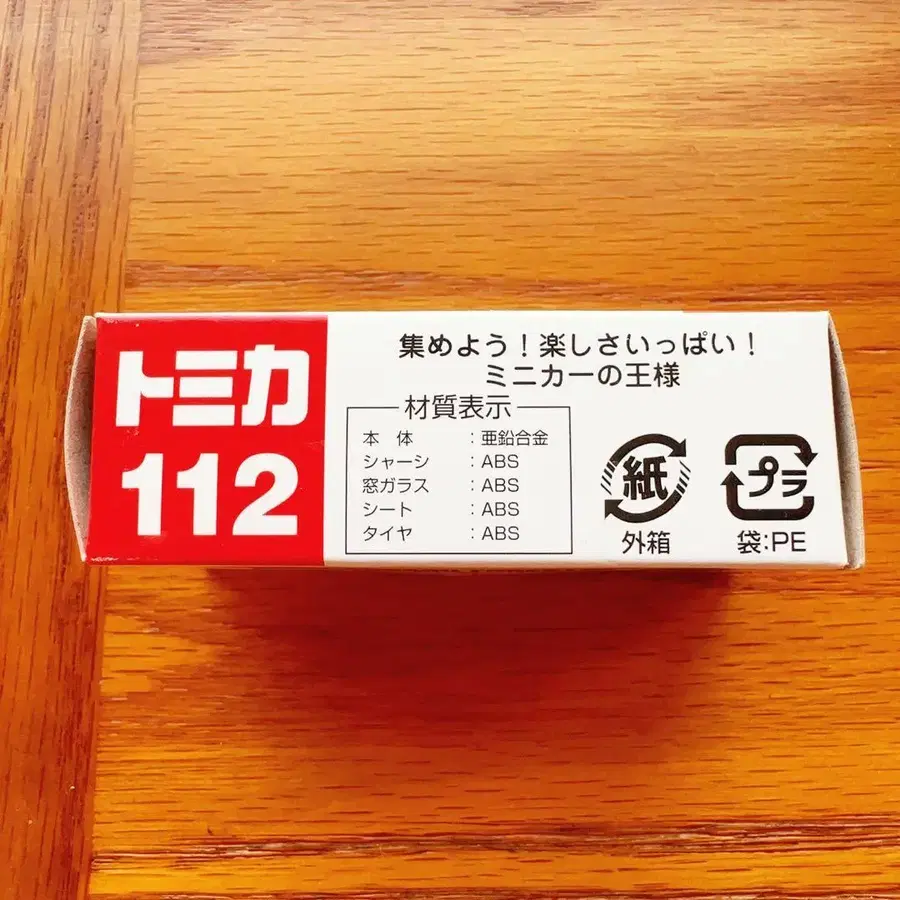 トミカ
112
集めよう！楽しさいっぱい！
ミニカーの王様
材質表示
本体：亜鉛合金
シャーシ：ABS
窓ガラス：ABS
シート：ABS
タイヤ：ABS
紙
外箱
プラ
袋:PE